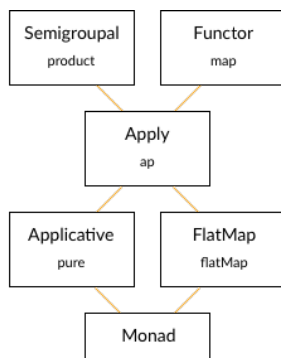 Semigroupal
product
Functor
map
Apply
ap
Applicative
pure
FlatMap
flatMap
Monad